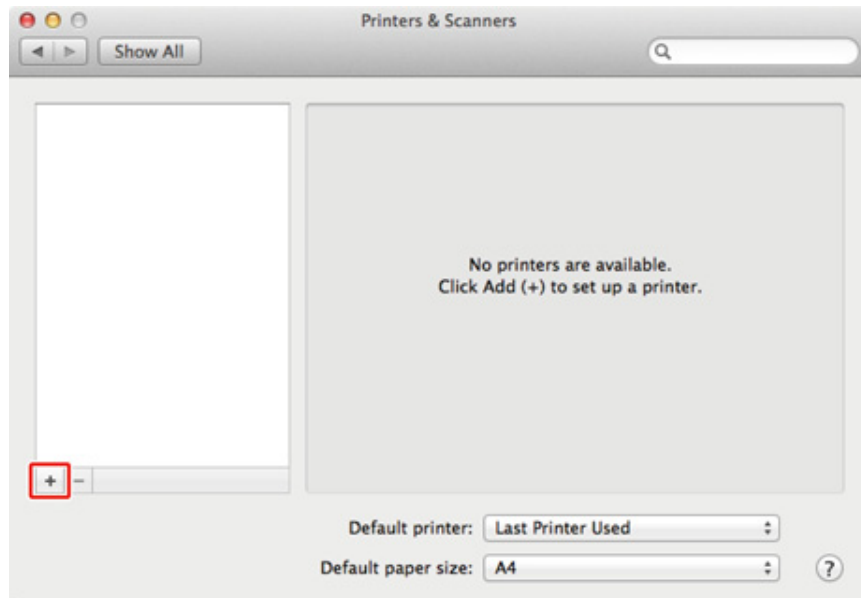 Printers & Scanners
Show All
No printers are available.
Click Add (+) to set up a printer.
+ −
Default printer: Last Printer Used
Default paper size: A4 ?